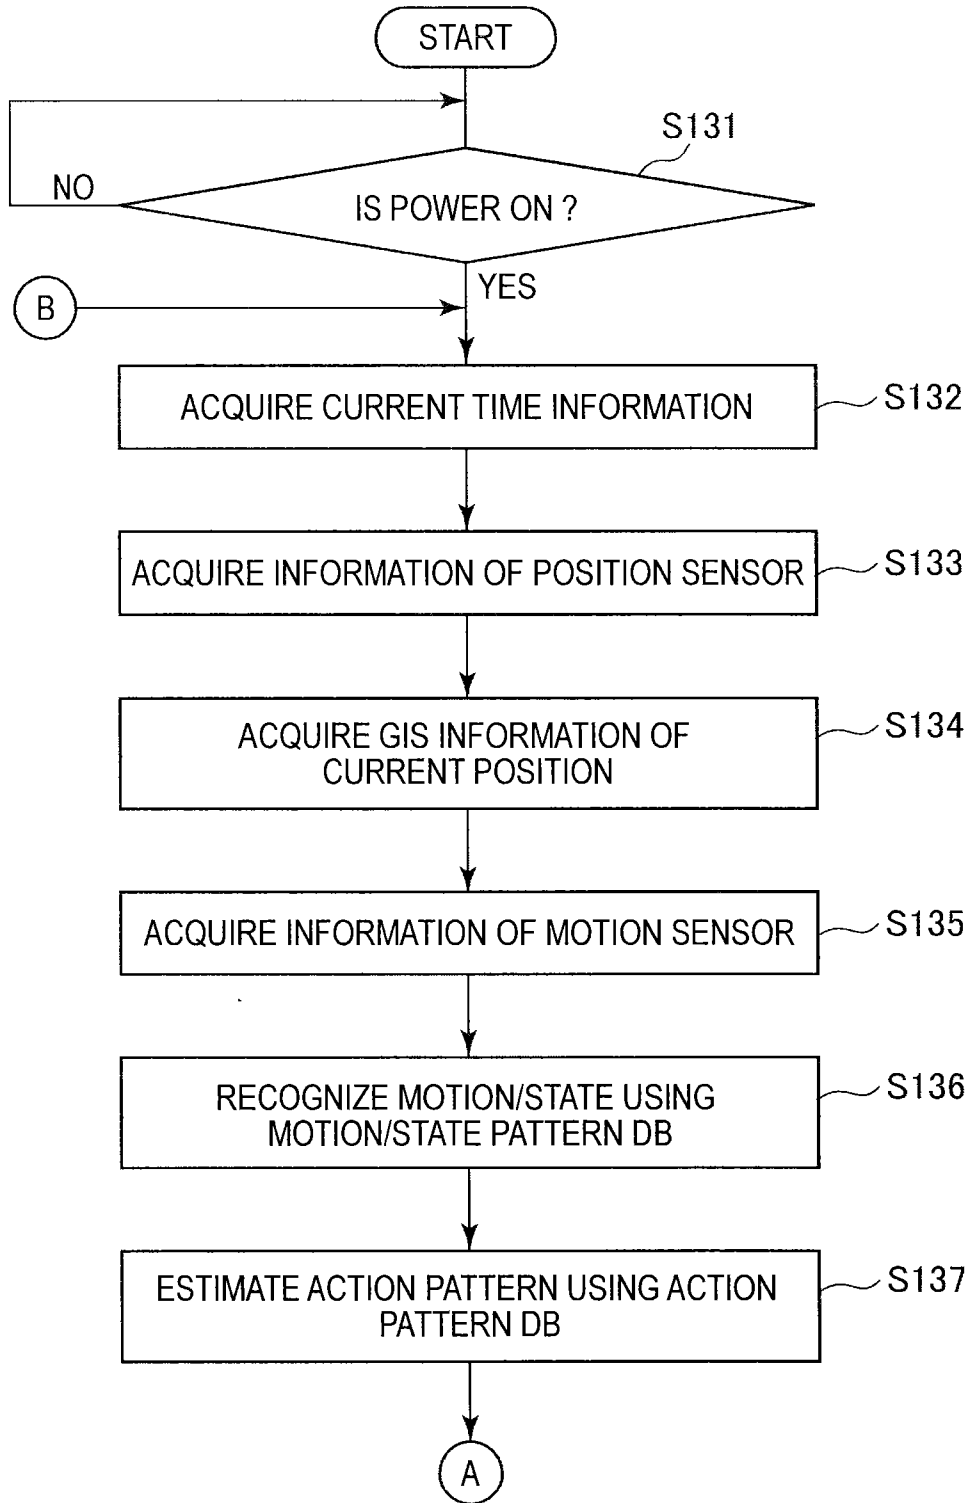 START
S131
NO
IS POWER ON ?
YES
B
ACQUIRE CURRENT TIME INFORMATION
S132
ACQUIRE INFORMATION OF POSITION SENSOR
S133
ACQUIRE GIS INFORMATION OF
CURRENT POSITION
S134
ACQUIRE INFORMATION OF MOTION SENSOR
S135
RECOGNIZE MOTION/STATE USING
MOTION/STATE PATTERN DB
S136
ESTIMATE ACTION PATTERN USING ACTION
PATTERN DB
S137
A